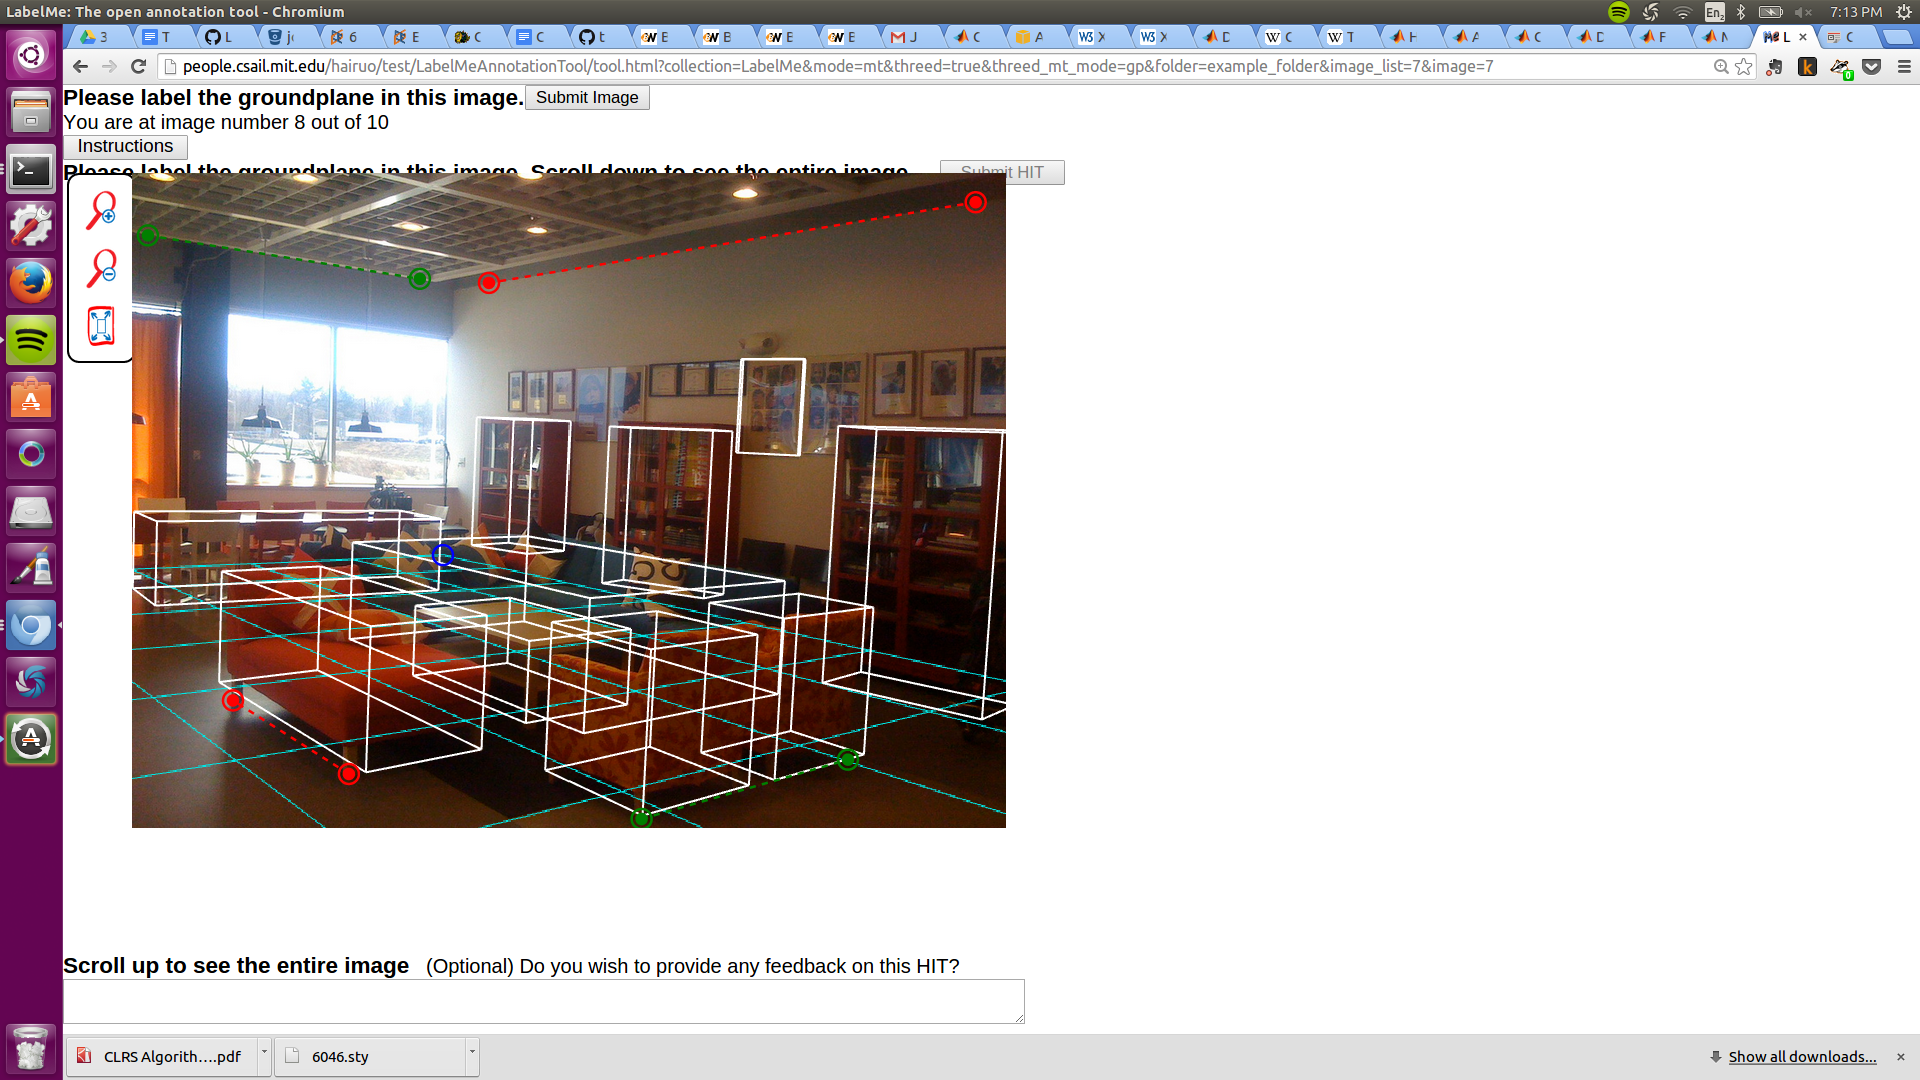 LabelMe: The open annotation tool - Chromium
En2
7:13 PM
3
T
L
j
6
E
C
C
t
E
B
E
E
J
C
A
X
X
D
C
T
H
A
C
D
F
L
C
people.csail.mit.edu/hairuo/test/LabelMeAnnotationTool/tool.html?collection=LabelMe&mode=mt&threed=true&threed_mt_mode=gp&folder=example_folder&image_list=7&image=7
Please label the groundplane in this image. Submit Image
You are at image number 8 out of 10
Instructions
Please label the groundplane in this image. Scroll down to see the entire image Submit HIT
Scroll up to see the entire image (Optional) Do you wish to provide any feedback on this HIT?
CLRS Algorith....pdf
6046.sty
Show all downloads...